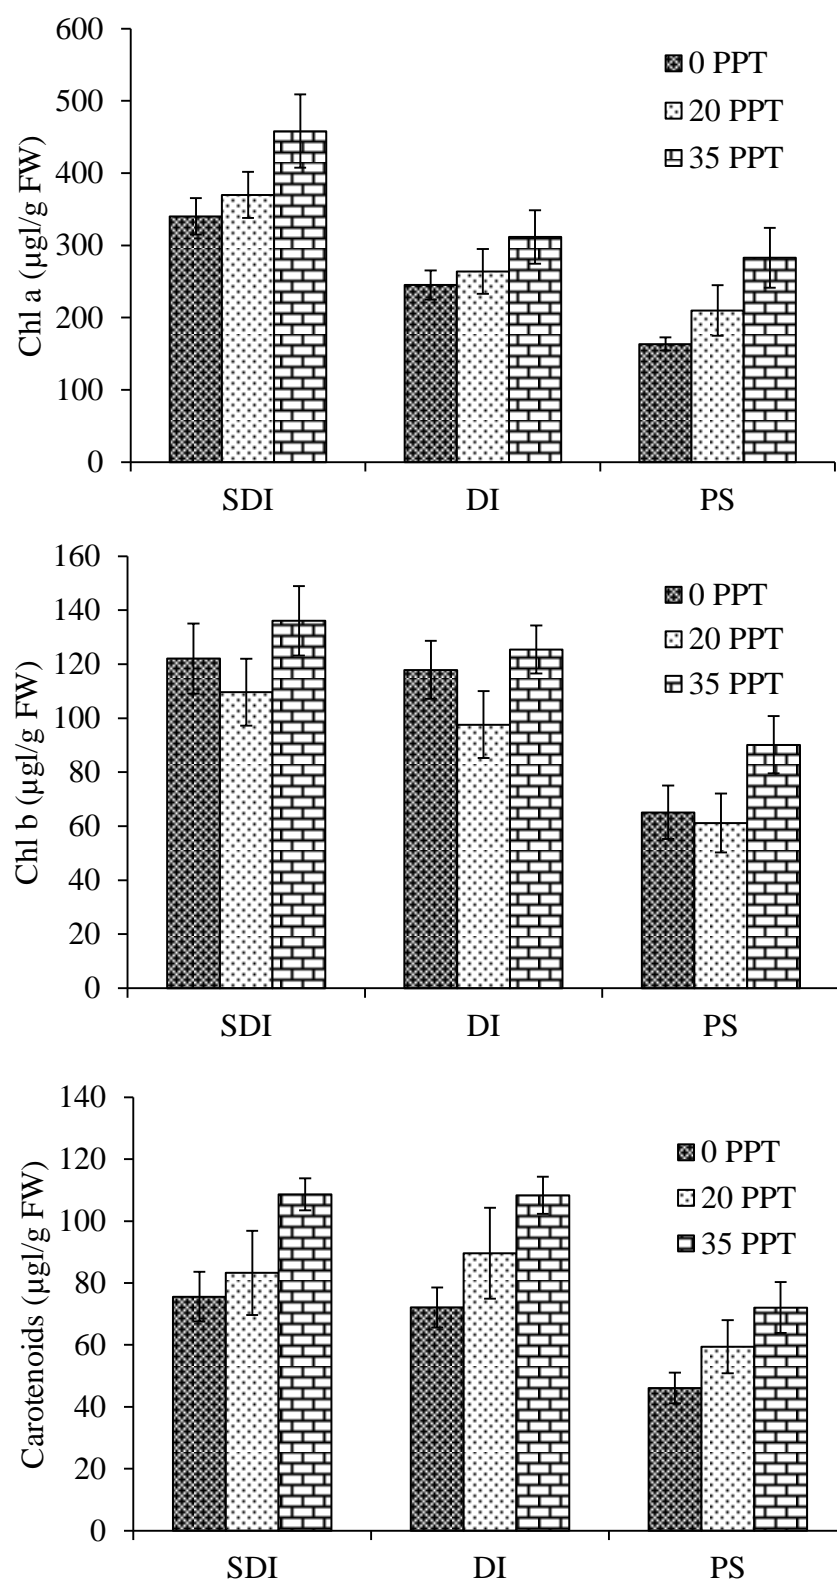 600
500
400
300
200
100
0
Chl a (µgl/g FW)
0 PPT
20 PPT
35 PPT
SDI DI PS
160
140
120
100
80
60
40
20
0
Chl b (µgl/g FW)
0 PPT
20 PPT
35 PPT
SDI DI PS
140
120
100
80
60
40
20
0
Carotenoids (µgl/g FW)
0 PPT
20 PPT
35 PPT
SDI DI PS